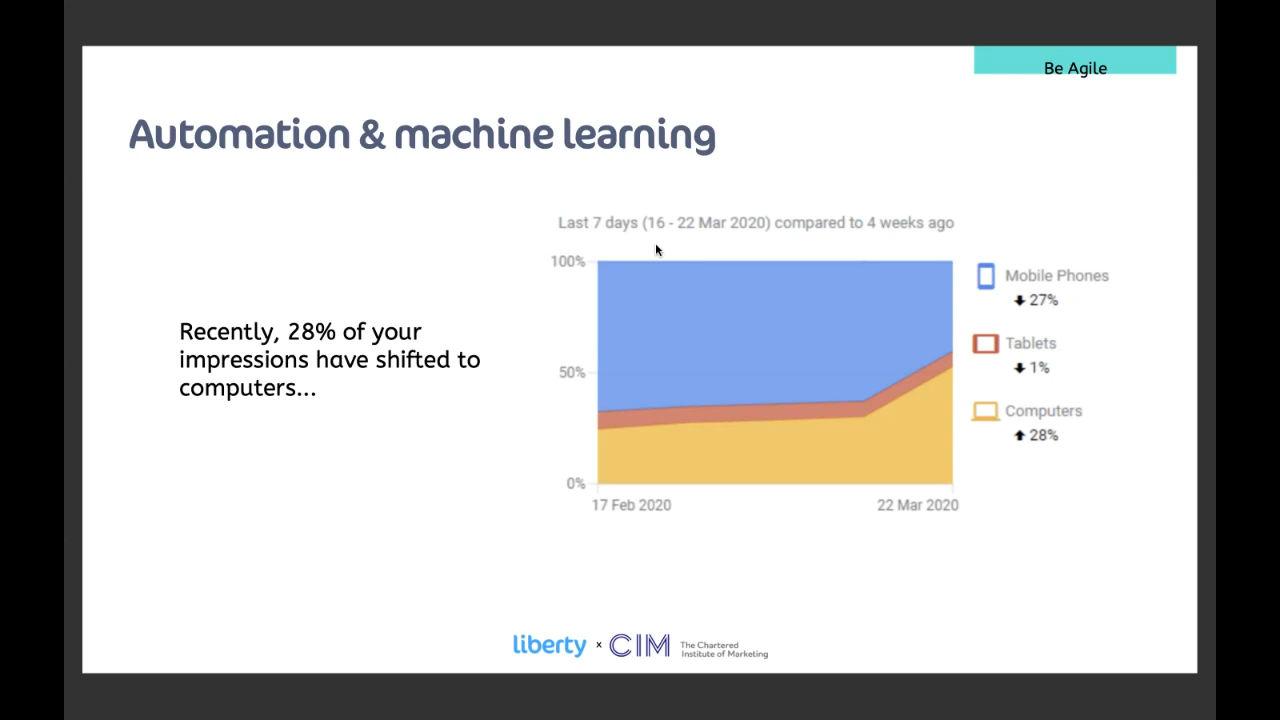 Be Agile
Automation & machine learning
Recently, 28% of your
impressions have shifted to
computers...
Last 7 days (16 - 22 Mar 2020) compared to 4 weeks ago
100%
50%
0%
17 Feb 2020
22 Mar 2020
Mobile Phones
27%
Tablets
1%
Computers
28%
liberty x CIM The Chartered
Institute of Marketing